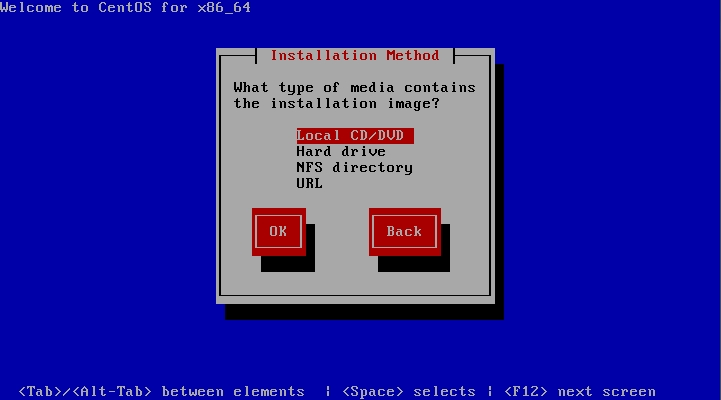 Welcome to CentOS for x86_64
Installation Method
What type of media contains
the installation image?
Local CD/DVD
Hard drive
NFS directory
URL
OK Back
<Tab>/<Alt-Tab> between elements | <Space> selects | <F12> next screen